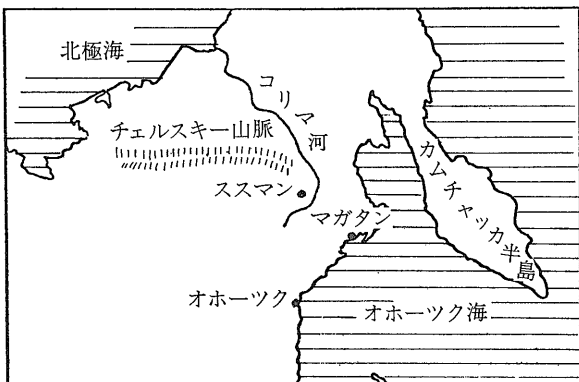 北極海
コリマ河
チェルスキー山脈
ススマン
カムチャッカ半島
マガタン
オホーツク
オホーツク海